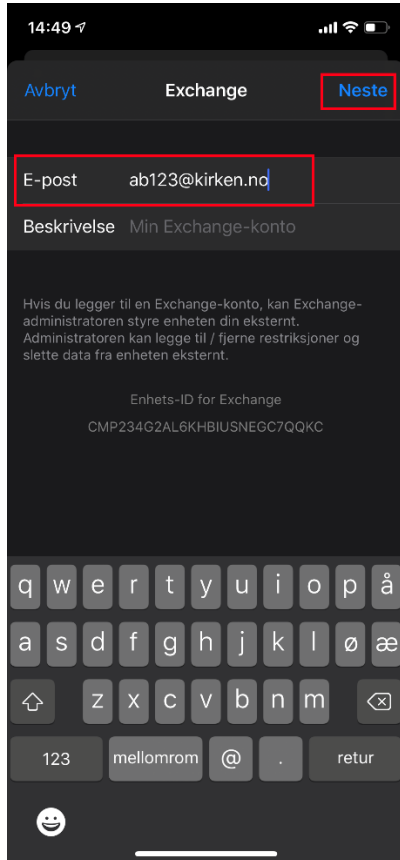 14:49
Avbryt Exchange Neste
E-post ab123@kirken.no
Beskrivelse Min Exchange-konto
Hvis du legger til en Exchange-konto, kan Exchange-
administratoren styre enheten din eksternt.
Administratoren kan legge til / fjerne restriksjoner og
slette data fra enheten eksternt.
Enhets-ID for Exchange
CMP234G2AL6KHBIUSNEGC7QQKC
q w e r t y u i o p å
a s d f g h j k l ø æ
z x c v b n m
123 mellomrom @ . retur